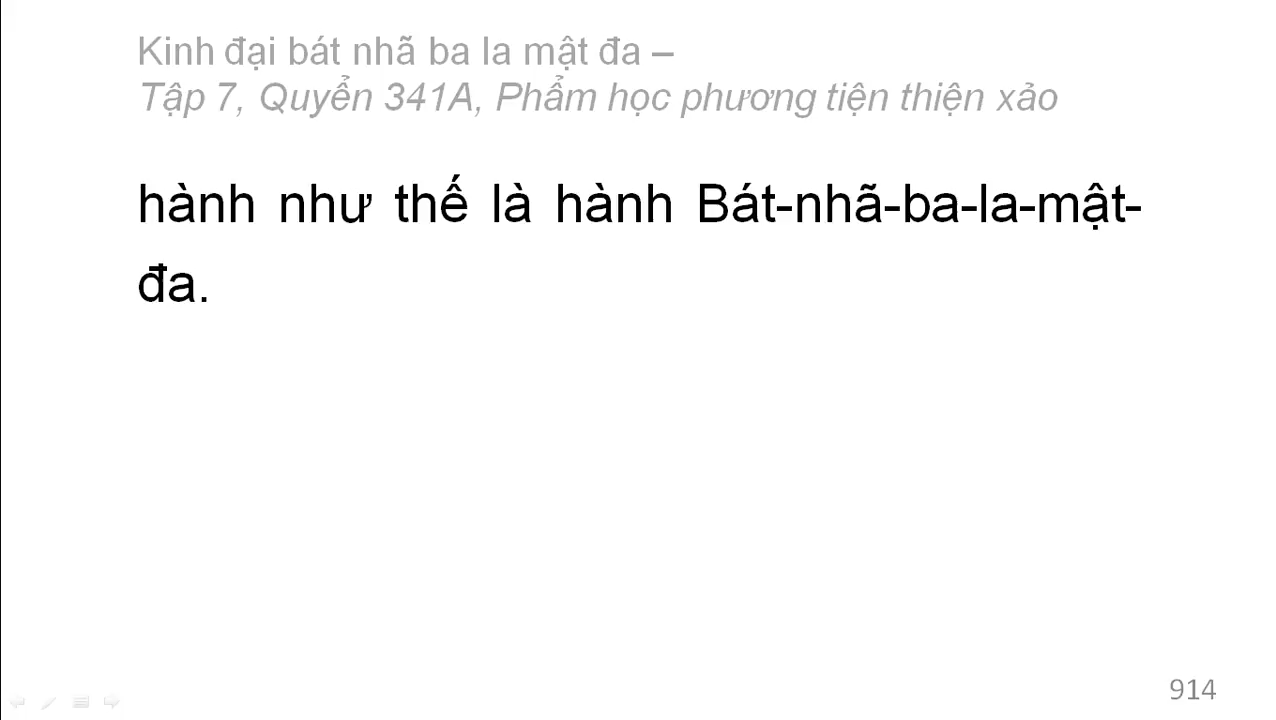 Kinh đại bát nhã ba la mật đa –
Tập 7, Quyển 341A, Phẩm học phương tiện thiện xảo
hành như thế là hành Bát-nhã-ba-la-mật-
đa.
914